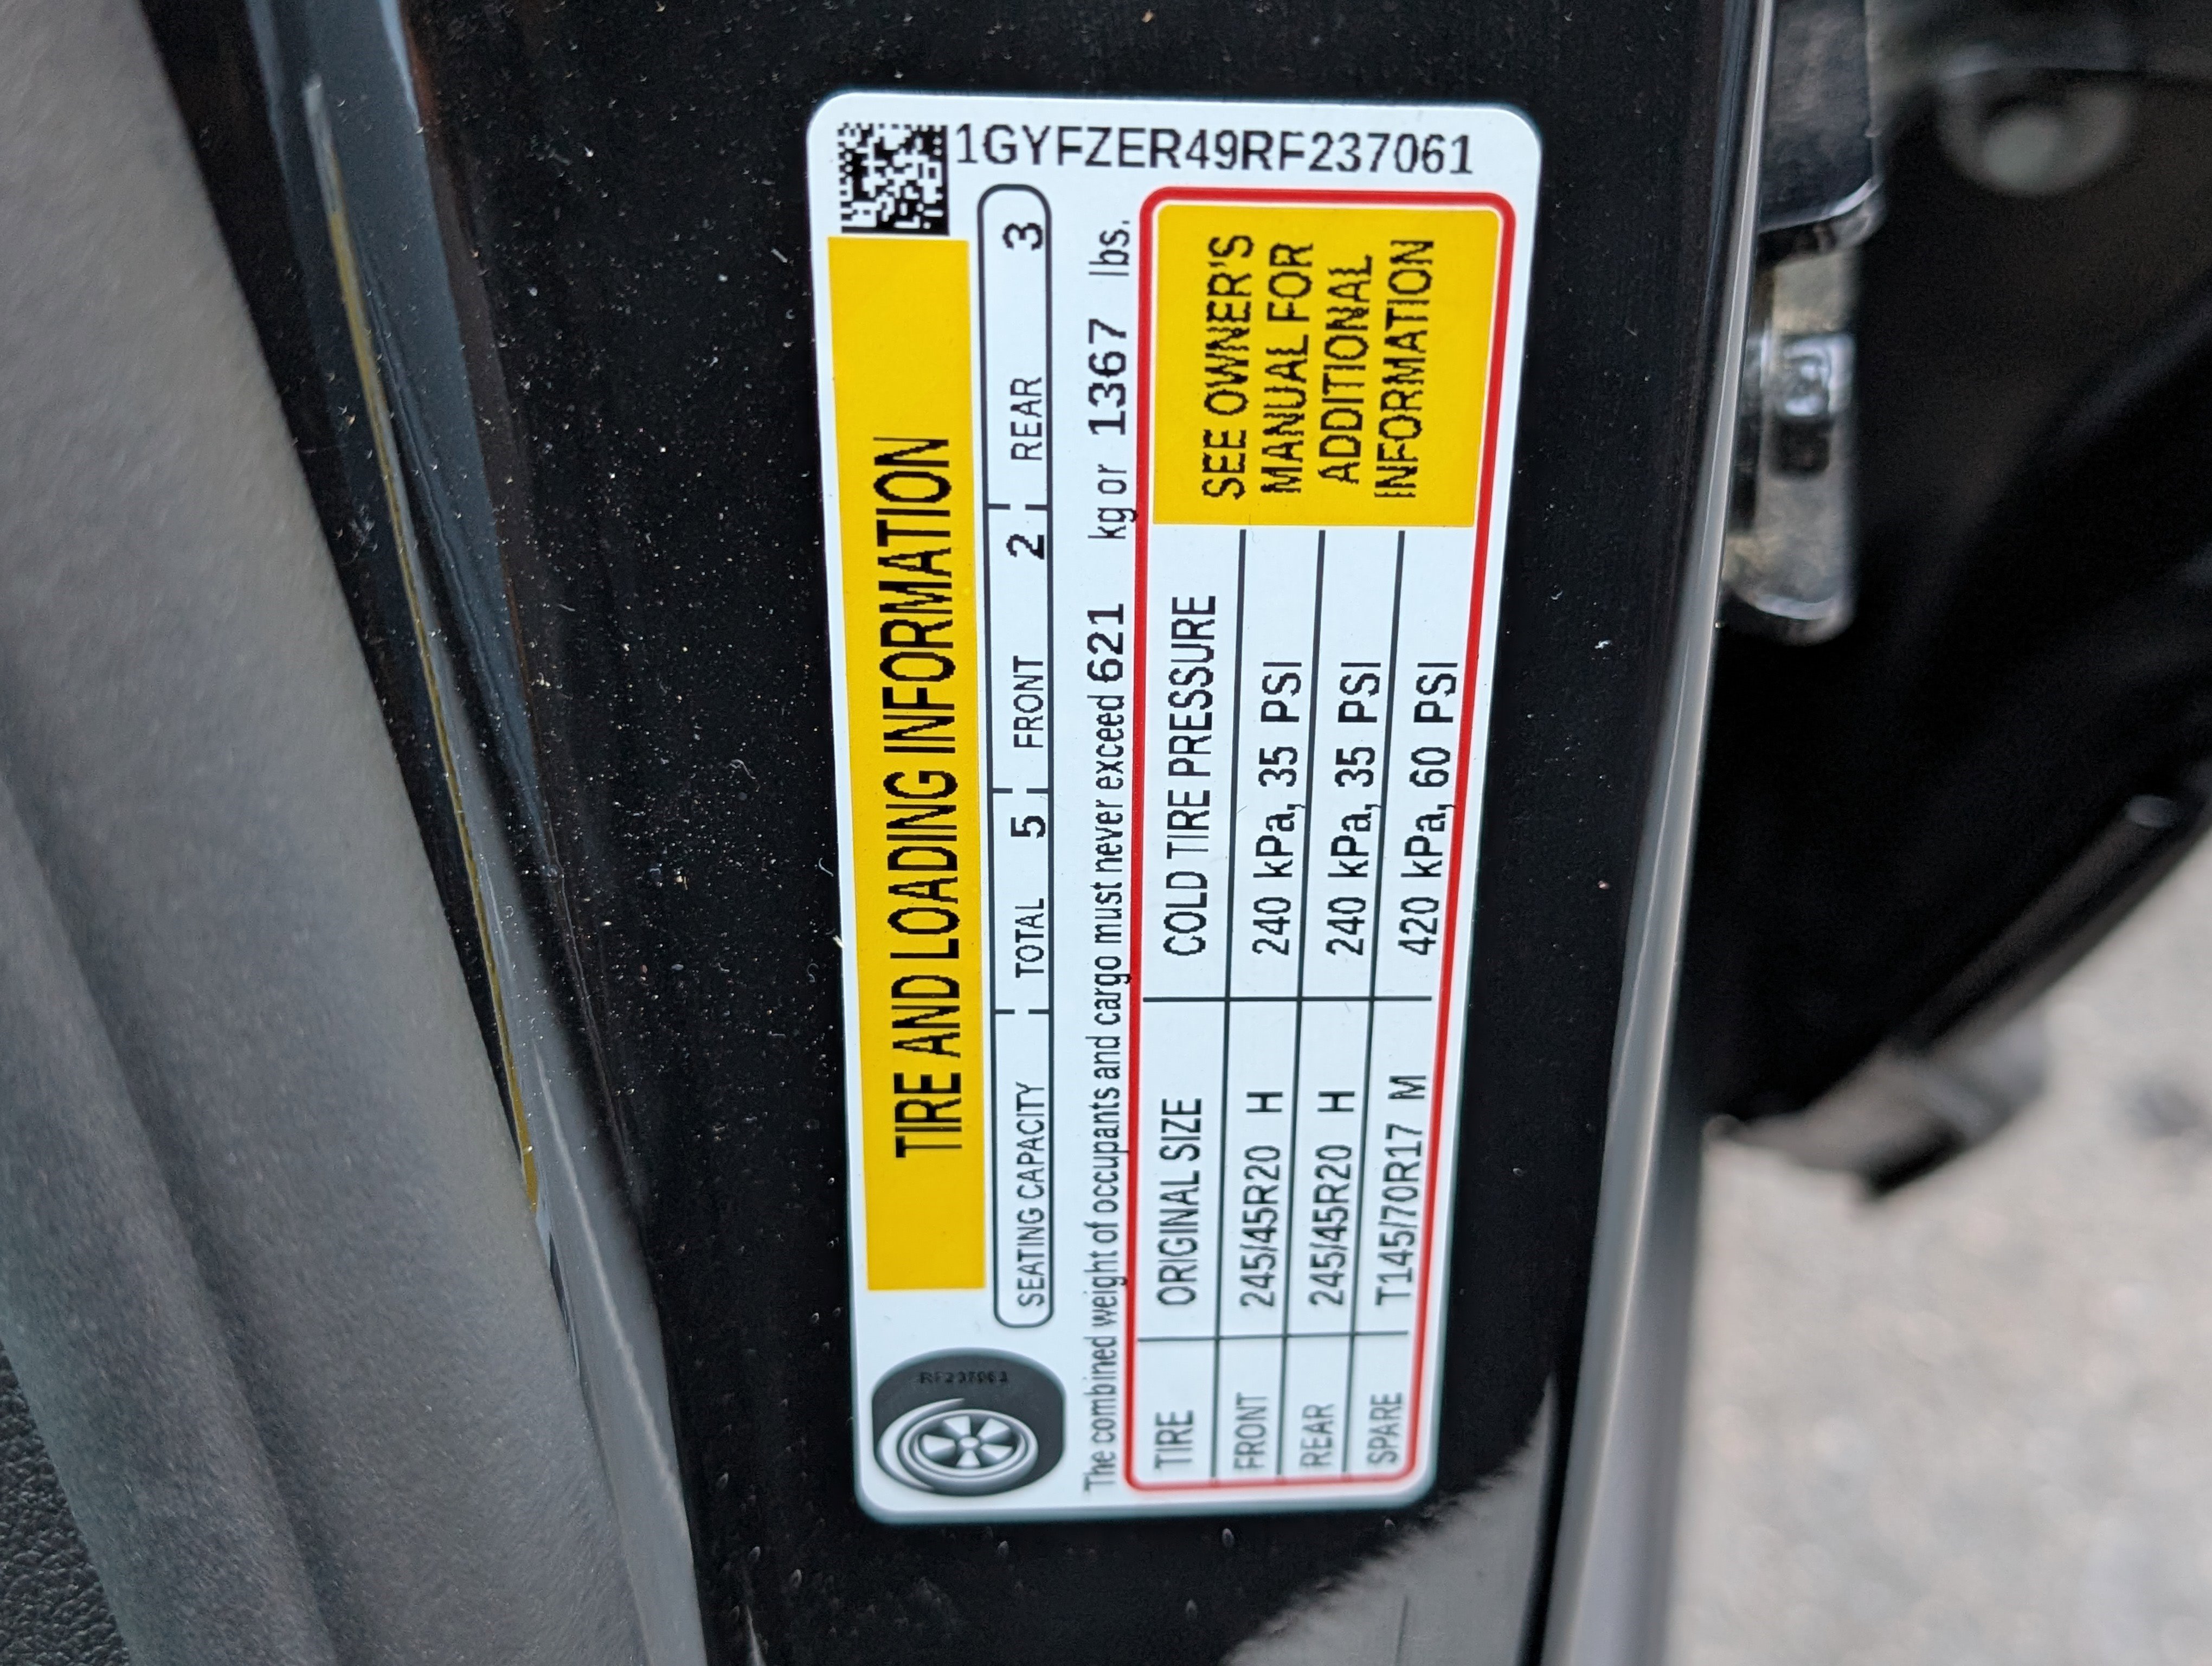 1GYFZER49RF237061
TIRE AND LOADING INFORMATION
SEATING CAPACITY TOTAL 5 FRONT 2 REAR 3
The combined weight of occupants and cargo must never exceed 621 kg or 1367 lbs.
TIRE ORIGINAL SIZE COLD TIRE PRESSURE
FRONT 245/45R20 H 240 kPa, 35 PSI
REAR 245/45R20 H 240 kPa, 35 PSI
SPARE T145/70R17 M 420 kPa, 60 PSI
SEE OWNER'S
MANUAL FOR
ADDITIONAL
INFORMATION
RF237061